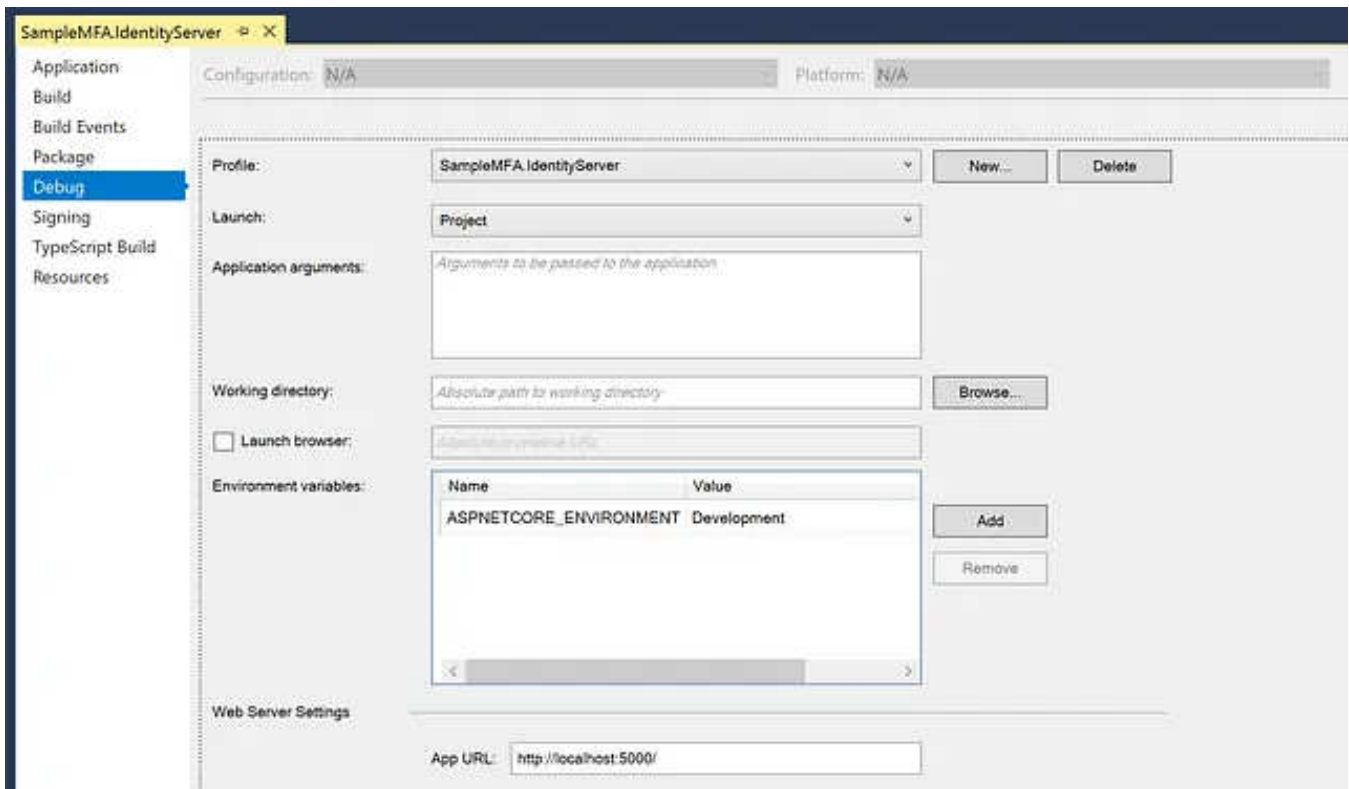 SampleMFA.IdentityServer
Application
Build
Build Events
Package
Debug
Signing
TypeScript Build
Resources
Configuration: N/A Platform: N/A
Profile: SampleMFA.IdentityServer New... Delete
Launch: Project
Application arguments: Arguments to be passed to the application
Working directory: Absolute path to working directory Browse...
Launch browser:
Environment variables: Name Value
ASPNETCORE_ENVIRONMENT Development
Add
Remove
Web Server Settings
App URL: http://localhost:5000/